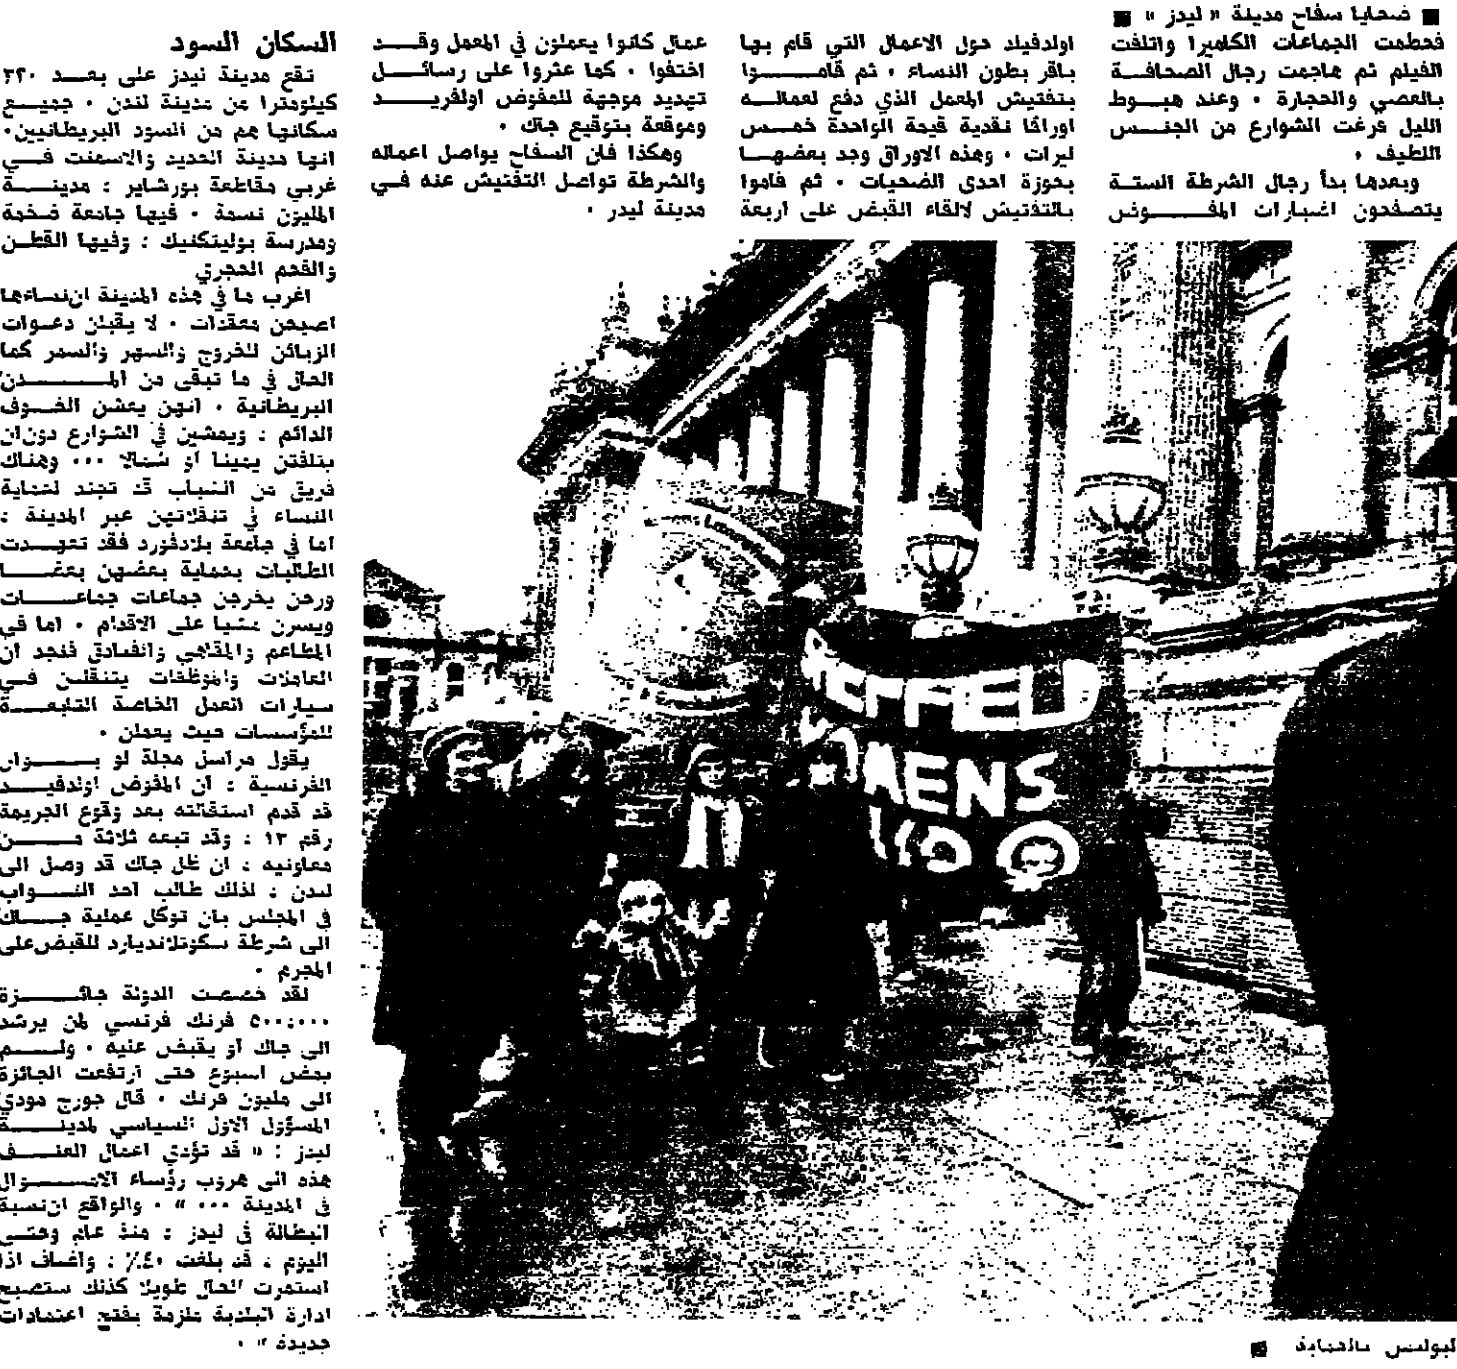 ضحايا سفاح مدينة « ليدز »
فحطمت الجماعات الكاميرا واتلفت
الفيلم ثم هاجمت رجال الصحافة
بالعصي والحجارة . وعند هبوط
الليل فرغت الشوارع من الجنس
اللطيف .
وبعدها بدأ رجال الشرطة الستة
يتصفحون اضبارات المفوض
اولدفيلد حول الاعمال التي قام بها
باقر بطون النساء . ثم قاموا
بتفتيش المعمل الذي دفع لعماله
اوراقا نقدية قيمة الواحدة خمس
ليرات . وهذه الاوراق وجد بعضها
بحوزة احدى الضحيات . ثم قاموا
بالتفتيش لالقاء القبض على اربعة
عمال كانوا يعملون في المعمل وقد
اختفوا . كما عثروا على رسائل
تهديد موجهة للمفوض اولفريد
وموقعة بتوقيع جاك .
وهكذا فان السفاح يواصل اعماله
والشرطة تواصل التفتيش عنه في
مدينة ليدز .
السكان السود
تقع مدينة ليدز على بعد ٣٣٠
كيلومترا من مدينة لندن . جميع
سكانها هم من السود البريطانيين.
انها مدينة الحديد والاسمنت في
غربي مقاطعة يورشاير : مدينة
المليون نسمة . فيها جامعة ضخمة
ومدرسة بوليتكنيك : وفيها القطن
والفحم الحجري
اغرب ما في هذه المدينة ان نساءها
اصبحن معقدات . لا يقبلن دعوات
الزبائن للخروج والسهر والسمر كما
الحال في ما تبقى من المدن
البريطانية . انهن يعشن الخوف
الدائم : ويمشين في الشوارع دون ان
يتلفتن يمينا او شمالا ... وهناك
فريق من الشباب قد تجند لحماية
النساء في تنقلاتهن عبر المدينة :
اما في جامعة برادفورد فقد تعهدت
الطالبات بحماية بعضهن بعضا
ورحن يخرجن جماعات جماعات
ويسرن مشيا على الاقدام . اما في
المطاعم والمقاهي والفنادق فنجد ان
العاملات والموظفات يتنقلن في
سيارات العمل الخاصة التابعة
للمؤسسات حيث يعملن .
يقول مراسل مجلة لو بوان
الفرنسية : ان المفوض اولدفيد
قد قدم استقالته بعد وقوع الجريمة
رقم ١٣ : وقد تبعه ثلاثة من
معاونيه : ان ظل جاك قد وصل الى
لندن : لذلك طالب احد النواب
في المجلس بان توكل عملية جاك
الى شرطة سكوتلانديارد للقبض على
المجرم .
لقد خصصت الدولة جائزة
٥٠٠،٠٠٠ فرنك فرنسي لمن يرشد
الى جاك او يقبض عليه . ولم
يمض اسبوع حتى ارتفعت الجائزة
الى مليون فرنك . قال جورج مودي
المسؤول الاول السياسي لمدينة
ليدز : « قد تؤدي اعمال العنف
هذه الى هروب رؤساء الاموال
في المدينة ... » . والواقع ان نسبة
البطالة في ليدز : منذ عام وحتى
اليوم : قد بلغت ٤٠٪ : واضاف اذا
استمرت الحال طويلا كذلك ستصبح
ادارة البلدية ملزمة بفتح اعتمادات
جديدة » .
EFFED
OMENS